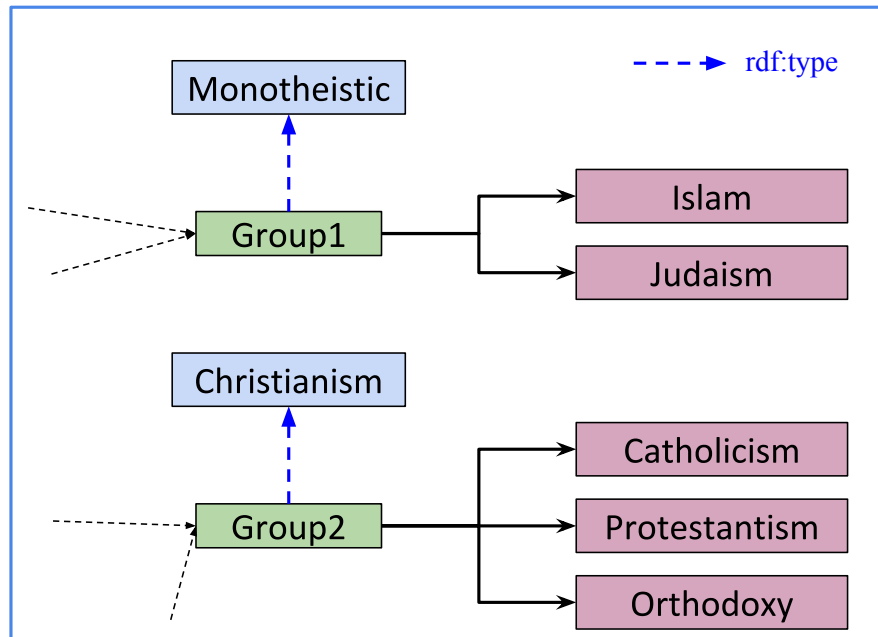 rdf:type
Monotheistic
Group1
Islam
Judaism
Christianism
Group2
Catholicism
Protestantism
Orthodoxy